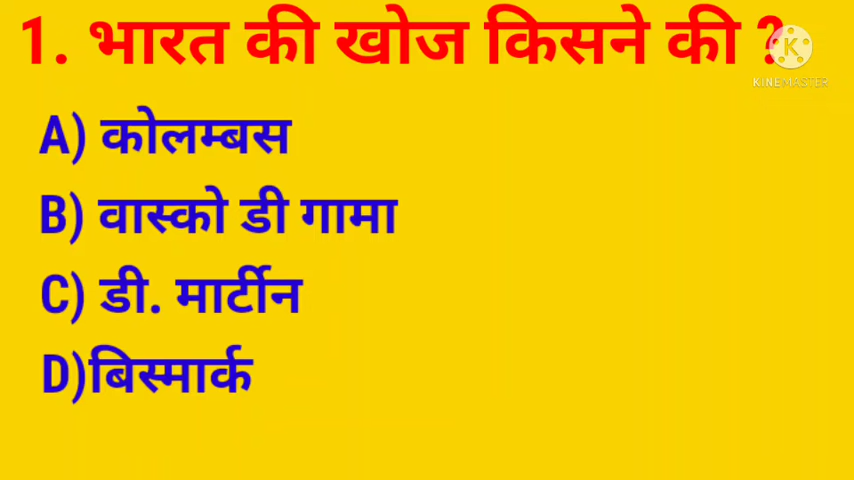 1. भारत की खोज किसने की ?
K
KINEMASTER
A) कोलम्बस
B) वास्को डी गामा
C) डी. मार्टीन
D)बिस्मार्क